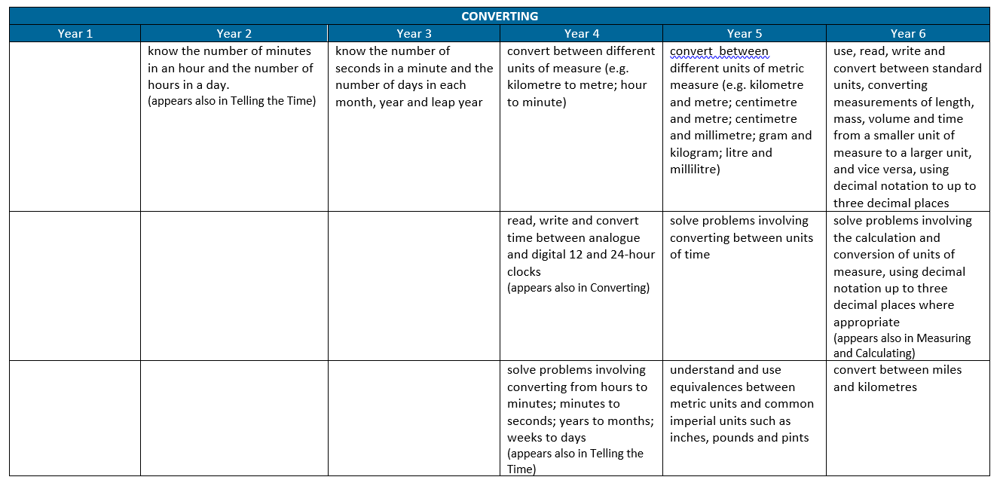 CONVERTING
Year 1
Year 2
Year 3
Year 4
Year 5
Year 6
know the number of minutes
in an hour and the number of
hours in a day.
(appears also in Telling the Time)
know the number of
seconds in a minute and the
number of days in each
month, year and leap year
convert between different
units of measure (e.g.
kilometre to metre; hour
to minute)
convert  between
different units of metric
measure (e.g. kilometre
and metre; centimetre
and metre; centimetre
and millimetre; gram and
kilogram; litre and
millilitre)
use, read, write and
convert between standard
units, converting
measurements of length,
mass, volume and time
from a smaller unit of
measure to a larger unit,
and vice versa, using
decimal notation to up to
three decimal places
read, write and convert
time between analogue
and digital 12 and 24-hour
clocks
(appears also in Converting)
solve problems involving
converting between units
of time
solve problems involving
the calculation and
conversion of units of
measure, using decimal
notation up to three
decimal places where
appropriate
(appears also in Measuring
and Calculating)
solve problems involving
converting from hours to
minutes; minutes to
seconds; years to months;
weeks to days
(appears also in Telling the
Time)
understand and use
equivalences between
metric units and common
imperial units such as
inches, pounds and pints
convert between miles
and kilometres